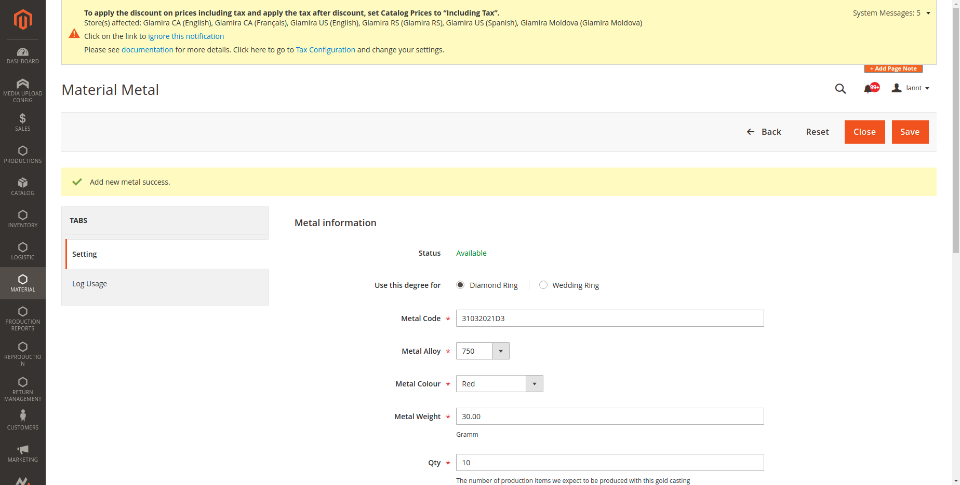 To apply the discount on prices including tax and apply the tax after discount, set Catalog Prices to “Including Tax”.
Store(s) affected: Glamira CA (English), Glamira CA (Français), Glamira US (English), Glamira RS (Glamira RS), Glamira US (Spanish), Glamira Moldova (Glamira Moldova)
Click on the link to ignore this notification
Please see documentation for more details. Click here to go to Tax Configuration and change your settings.
System Messages: 5
+ Add Page Note
Material Metal
99+
lannt
Back
Reset
Close
Save
Add new metal success.
DASHBOARD
MEDIA UPLOAD
CONFIG
SALES
PRODUCTIONS
CATALOG
INVENTORY
LOGISTIC
MATERIAL
PRODUCTION
REPORTS
REPRODUCTIO
N
RETURN
MANAGEMENT
CUSTOMERS
MARKETING
TABS
Setting
Log Usage
Metal information
Status Available
Use this degree for Diamond Ring Wedding Ring
Metal Code * 31032021D3
Metal Alloy * 750
Metal Colour * Red
Metal Weight * 30.00
Gramm
Qty * 10
The number of production items we expect to be produced with this gold casting